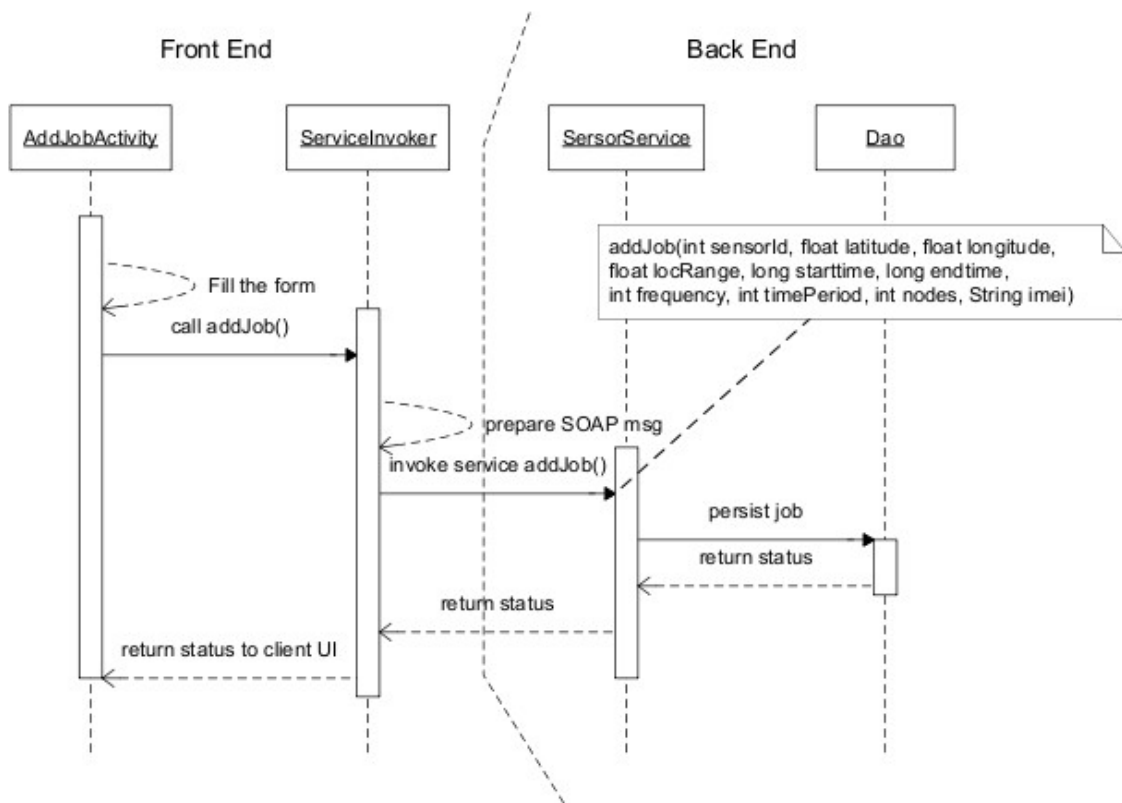 Front End
Back End
AddJobActivity
ServiceInvoker
SersorService
Dao
addJob(int sensorId, float latitude, float longitude,
float locRange, long starttime, long endtime,
int frequency, int timePeriod, int nodes, String imei)
Fill the form
call addJob()
prepare SOAP msg
invoke service addJob()
persist job
return status
return status
return status to client UI